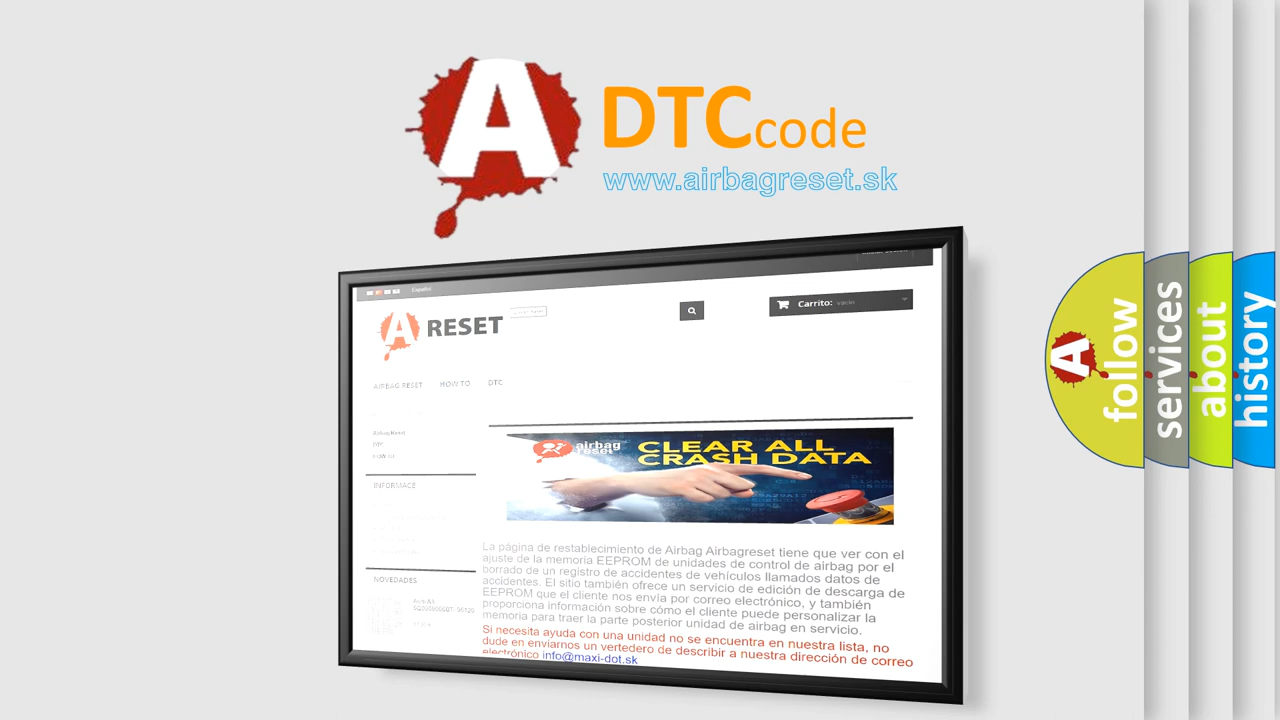 A DTCcode
www.airbagreset.sk
Español
A RESET
Carrito: vacío
AIRBAG RESET HOW TO DTC
Airbag Reset
DTC
INFORMACE
NOVEDADES
airbag
reset
CLEAR ALL
CRASH DATA
La página de restablecimiento de Airbag Airbagreset tiene que ver con el
ajuste de la memoria EEPROM de unidades de control de airbag por el
borrado de un registro de accidentes de vehículos llamados datos de
accidentes. El sitio también ofrece un servicio de edición de descarga de
EEPROM que el cliente nos envía por correo electrónico, y también
proporciona información sobre cómo el cliente puede personalizar la
memoria para traer la parte posterior unidad de airbag en servicio.
Si necesita ayuda con una unidad no se encuentra en nuestra lista, no
dude en enviarnos un vertedero de describir a nuestra dirección de correo
electrónico info@maxi-dot.sk
A follow
services
about
history